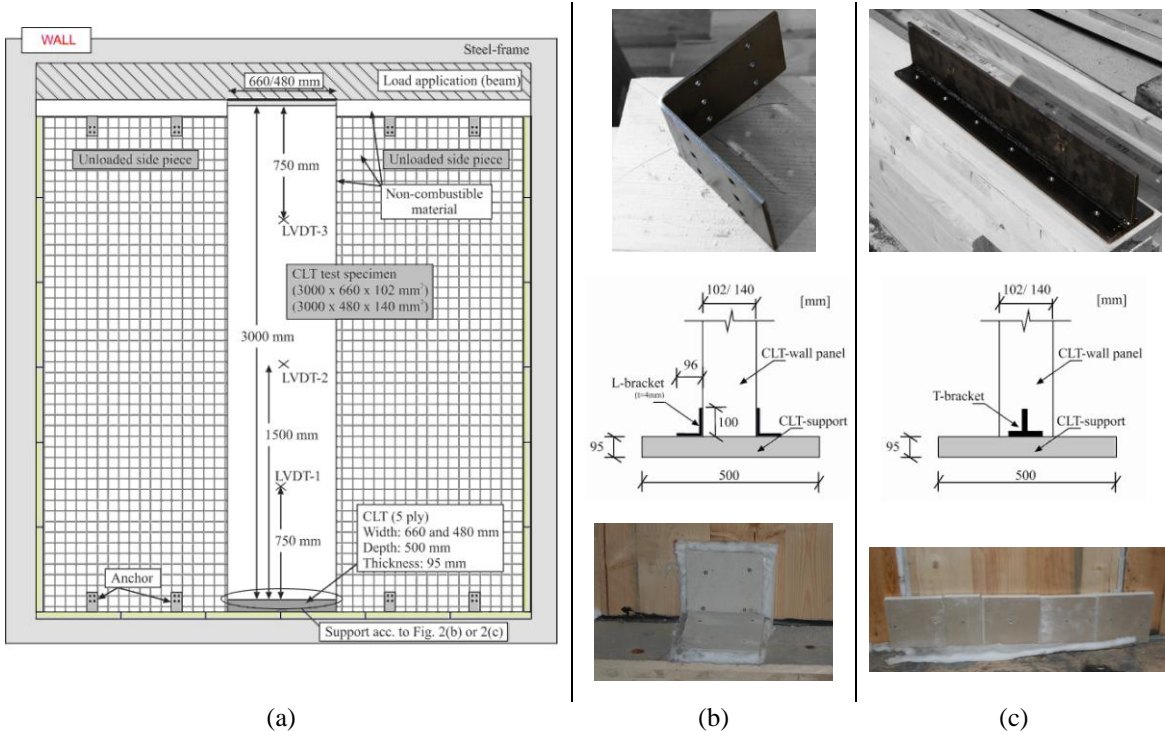 WALL
Steel-frame
660/480 mm
Load application (beam)
Unloaded side piece
750 mm
Unloaded side piece
Non-combustible
material
LVDT-3
CLT test specimen
(3000 x 660 x 102 mm³)
(3000 x 480 x 140 mm³)
3000 mm
LVDT-2
1500 mm
LVDT-1
750 mm
CLT (5 ply)
Width: 660 and 480 mm
Depth: 500 mm
Thickness: 95 mm
Anchor
Support acc. to Fig. 2(b) or 2(c)
(a)
102/ 140
[mm]
CLT-wall panel
96
L-bracket
(t=4mm)
100
CLT-support
95
500
(b)
102/ 140
[mm]
CLT-wall panel
T-bracket
CLT-support
95
500
(c)